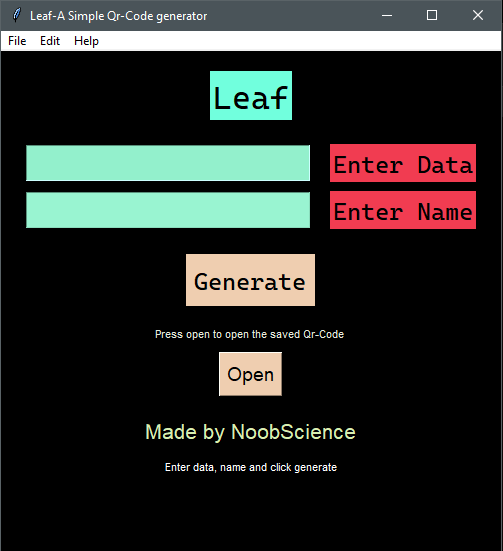 Leaf-A Simple Qr-Code generator
File Edit Help
Leaf
Enter Data
Enter Name
Generate
Press open to open the saved Qr-Code
Open
Made by NoobScience
Enter data, name and click generate